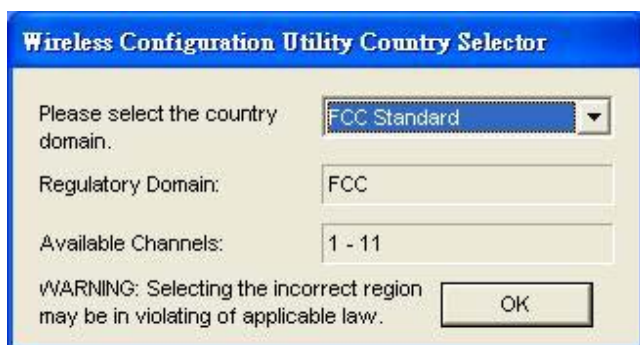 Wireless Configuration Utility Country Selector
Please select the country
domain.
FCC Standard
Regulatory Domain:
FCC
Available Channels:
1 - 11
WARNING: Selecting the incorrect region
may be in violating of applicable law.
OK